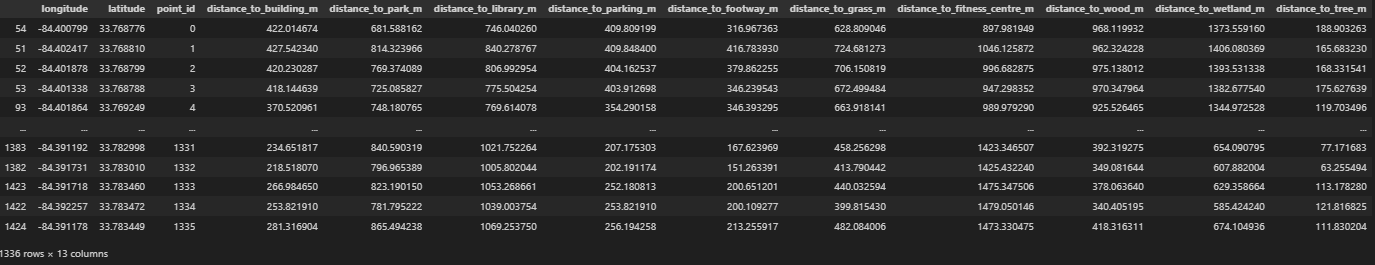 longitude latitude point_id distance_to_building_m distance_to_park_m distance_to_library_m distance_to_parking_m distance_to_footway_m distance_to_grass_m distance_to_fitness_centre_m distance_to_wood_m distance_to_wetland_m distance_to_tree_m
54 -84.400799 33.768776 0 422.014674 681.588162 746.040260 409.809199 316.967363 628.809046 897.981949 968.119932 1373.559160 188.903263
51 -84.402417 33.768810 1 427.542340 814.323966 840.278767 409.848400 416.783930 724.681273 1046.125872 962.324228 1406.080369 165.683230
52 -84.401878 33.768799 2 420.230287 769.374089 806.992954 404.162537 379.862255 706.150819 996.682875 975.138012 1393.531338 168.331541
53 -84.401338 33.768788 3 418.144639 725.085827 775.504254 403.912698 346.239543 672.499484 947.298352 970.347964 1382.677540 175.627639
93 -84.401864 33.769249 4 370.520961 748.180765 769.614078 354.290158 346.393295 663.918141 989.979290 925.526465 1344.972528 119.703496
... ... ... ... ... ... ... ... ... ... ... ... ... ...
1383 -84.391192 33.782998 1331 234.651817 840.590319 1021.752264 207.175303 167.623969 458.256298 1423.346507 392.319275 654.090795 77.171683
1382 -84.391731 33.783010 1332 218.518070 796.965389 1005.802044 202.191174 151.263391 413.790442 1425.432240 349.081644 607.882004 63.255494
1423 -84.391718 33.783460 1333 266.984650 823.190150 1053.268661 252.180813 200.651201 440.032594 1475.347506 378.063640 629.358664 113.178280
1422 -84.392257 33.783472 1334 253.821910 781.795222 1039.003754 253.821910 200.109277 399.815430 1479.050146 340.405195 585.424240 121.816825
1424 -84.391178 33.783449 1335 281.316904 865.494238 1069.253750 256.194258 213.255917 482.084006 1473.330475 418.316311 674.104936 111.830204
1336 rows × 13 columns